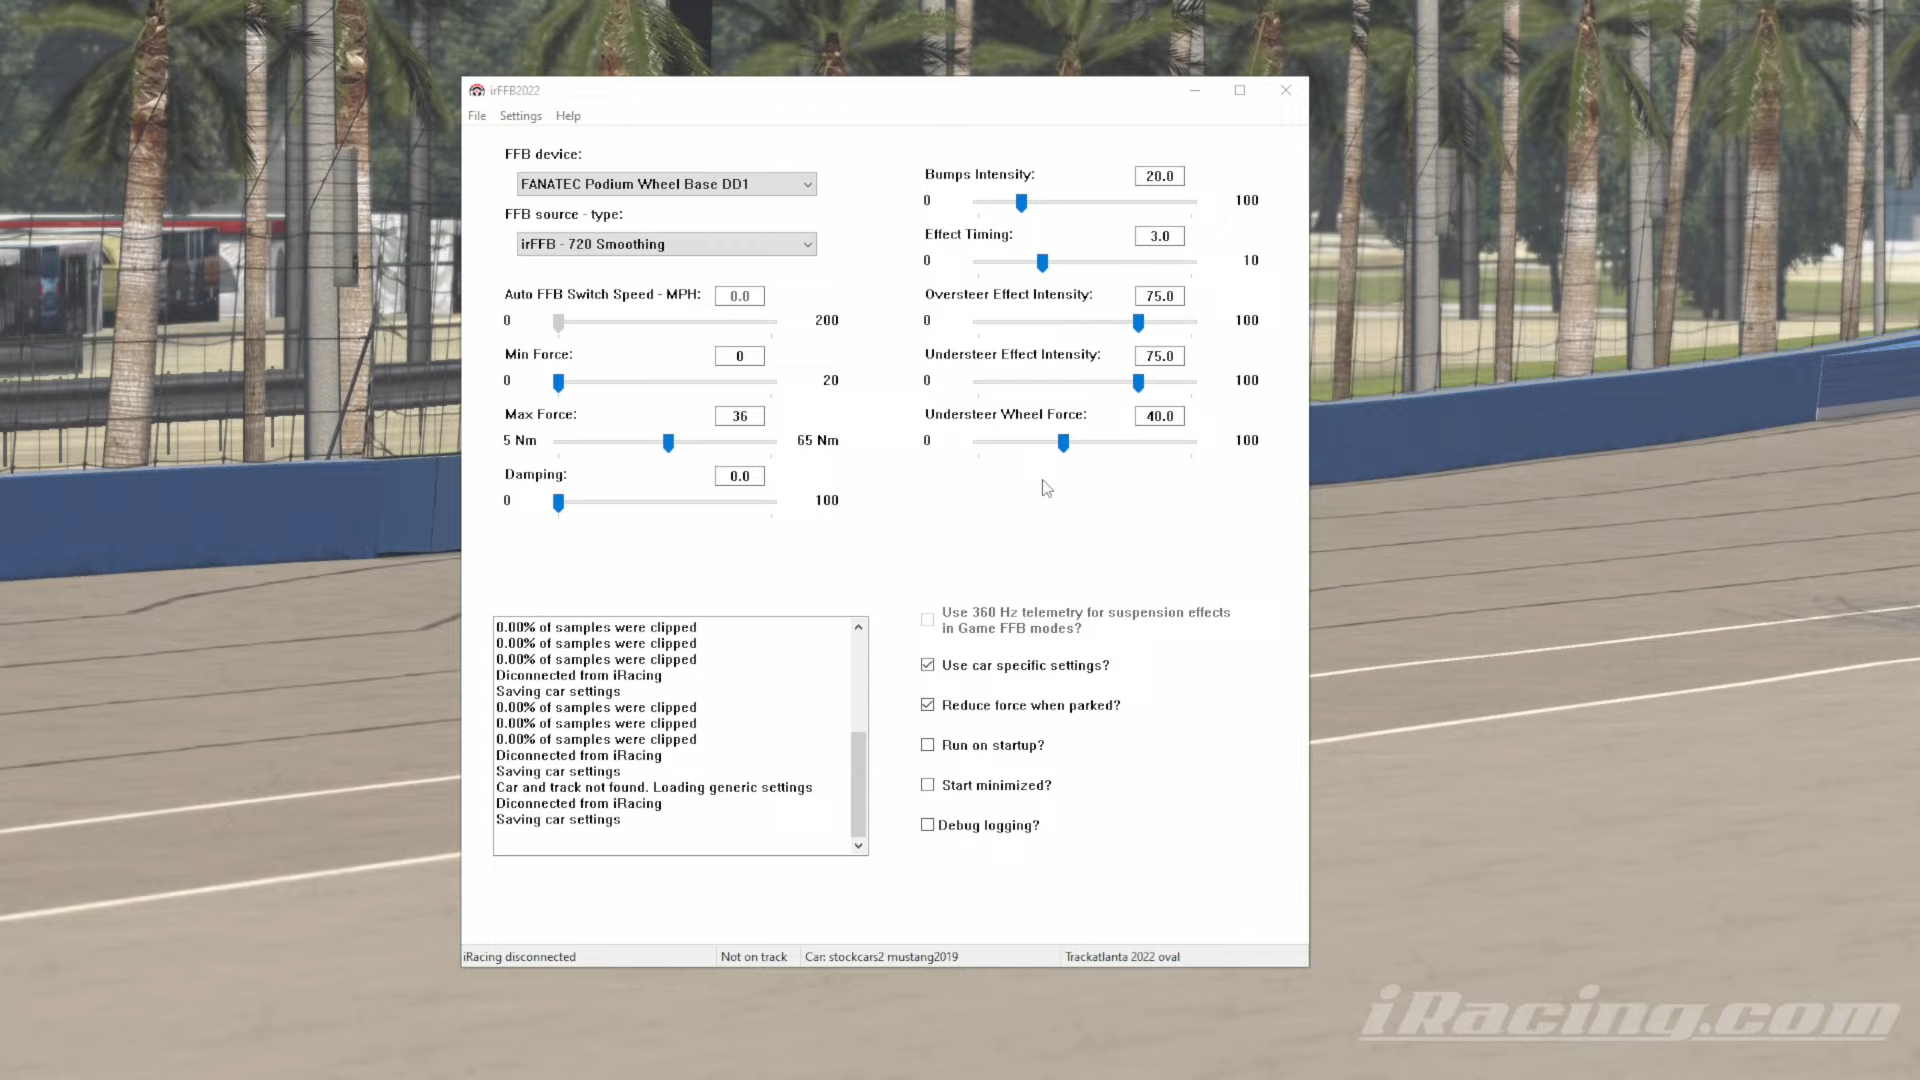 irFFB2022
File Settings Help
FFB device:
FANATEC Podium Wheel Base DD1
FFB source - type:
irFFB - 720 Smoothing
Auto FFB Switch Speed - MPH: 0.0
0 200
Min Force: 0
0 20
Max Force: 36
5 Nm 65 Nm
Damping: 0.0
0 100
Bumps Intensity: 20.0
0 100
Effect Timing: 3.0
0 10
Oversteer Effect Intensity: 75.0
0 100
Understeer Effect Intensity: 75.0
0 100
Understeer Wheel Force: 40.0
0 100
0.00% of samples were clipped
0.00% of samples were clipped
0.00% of samples were clipped
Diconnected from iRacing
Saving car settings
0.00% of samples were clipped
0.00% of samples were clipped
0.00% of samples were clipped
Diconnected from iRacing
Saving car settings
Car and track not found. Loading generic settings
Diconnected from iRacing
Saving car settings
Use 360 Hz telemetry for suspension effects
in Game FFB modes?
Use car specific settings?
Reduce force when parked?
Run on startup?
Start minimized?
Debug logging?
iRacing disconnected Not on track Car: stockcars2 mustang2019 Trackatlanta 2022 oval
iRacing.com